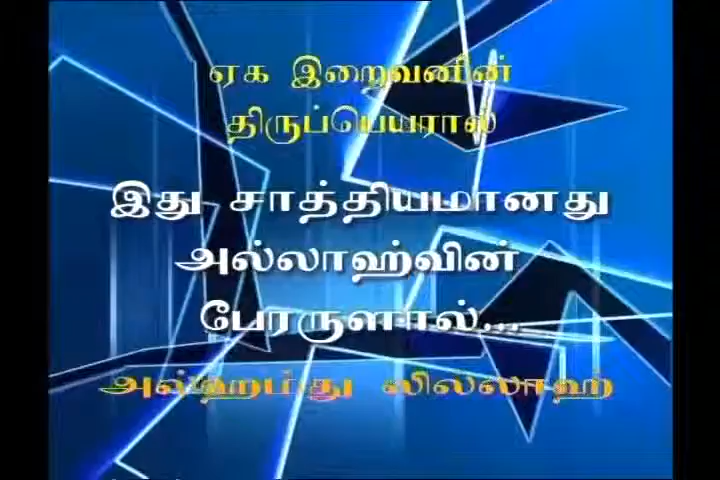 ஏக இறைவனின்
திருப்பெயரால்
இது சாத்தியமானது
அல்லாஹ்வின்
பேரருளால்...
அல்ஹம்து லில்லாஹ்